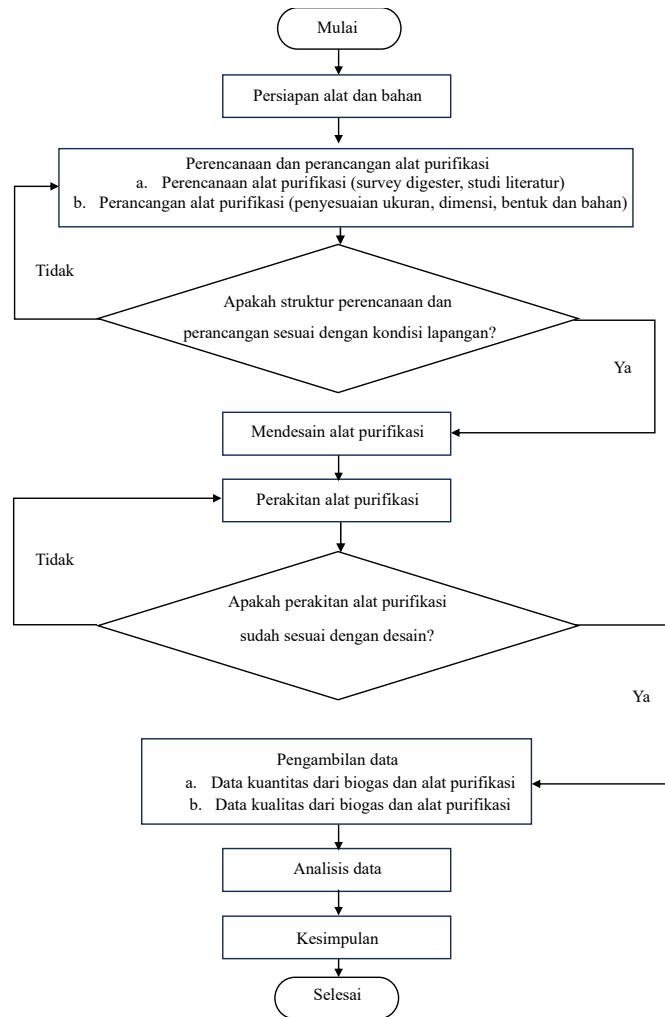 Mulai
Persiapan alat dan bahan
Perencanaan dan perancangan alat purifikasi
a. Perencanaan alat purifikasi (survey digester, studi literatur)
b. Perancangan alat purifikasi (penyesuaian ukuran, dimensi, bentuk dan bahan)
Tidak
Apakah struktur perencanaan dan
perancangan sesuai dengan kondisi lapangan?
Ya
Mendesain alat purifikasi
Perakitan alat purifikasi
Tidak
Apakah perakitan alat purifikasi
sudah sesuai dengan desain?
Ya
Pengambilan data
a. Data kuantitas dari biogas dan alat purifikasi
b. Data kualitas dari biogas dan alat purifikasi
Analisis data
Kesimpulan
Selesai